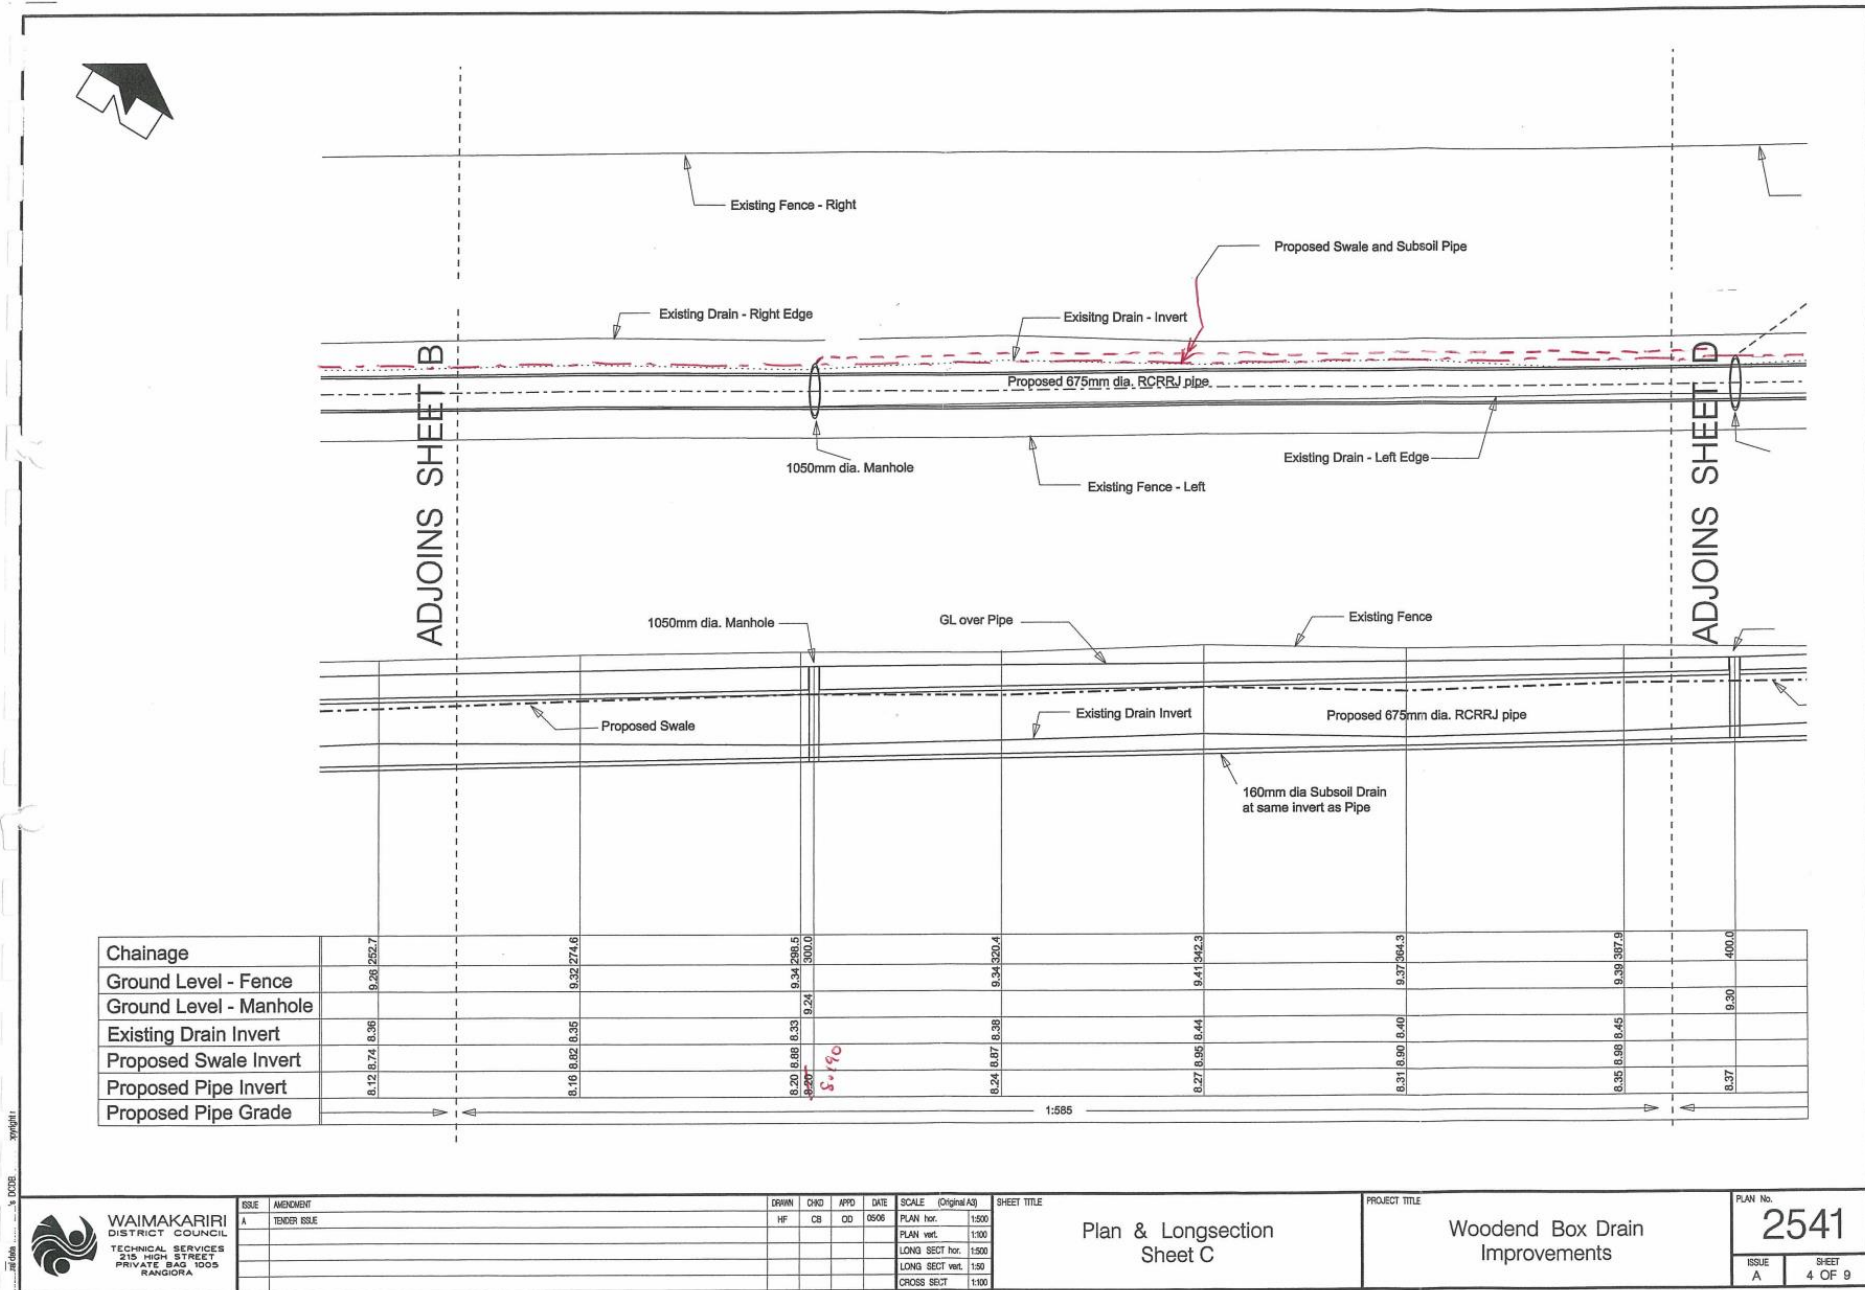 Existing Fence - Right
Proposed Swale and Subsoil Pipe
Existing Drain - Right Edge
Exisitng Drain - Invert
Proposed 675mm dia. RCRRJ pipe
1050mm dia. Manhole
Existing Drain - Left Edge
Existing Fence - Left
ADJOINS SHEET B
ADJOINS SHEET D
1050mm dia. Manhole
GL over Pipe
Existing Fence
Proposed Swale
Existing Drain Invert
Proposed 675mm dia. RCRRJ pipe
160mm dia Subsoil Drain
at same invert as Pipe
Chainage 252.7 274.6 298.5 300.0 320.4 342.3 364.3 387.9 400.0
Ground Level - Fence 9.28 9.32 9.34 9.34 9.41 9.37 9.39
Ground Level - Manhole 9.24 9.30
Existing Drain Invert 8.36 8.35 8.33 8.38 8.44 8.40 8.45
Proposed Swale Invert 8.74 8.82 8.88 8.87 8.95 8.90 8.98
Proposed Pipe Invert 8.12 8.16 8.20 8.20 8.24 8.27 8.31 8.35 8.37
Proposed Pipe Grade 1:585
WAIMAKARIRI
DISTRICT COUNCIL
TECHNICAL SERVICES
215 HIGH STREET
PRIVATE BAG 1005
RANGIORA
ISSUE AMENDMENT DRAWN CHKD APPD DATE
A TENDER ISSUE HF CB OD 05/06
SCALE (Original A3)
PLAN hor. 1:500
PLAN vert. 1:100
LONG SECT hor. 1:500
LONG SECT vert. 1:50
CROSS SECT 1:100
SHEET TITLE
Plan & Longsection
Sheet C
PROJECT TITLE
Woodend Box Drain
Improvements
PLAN No.
2541
ISSUE
A
SHEET
4 OF 9